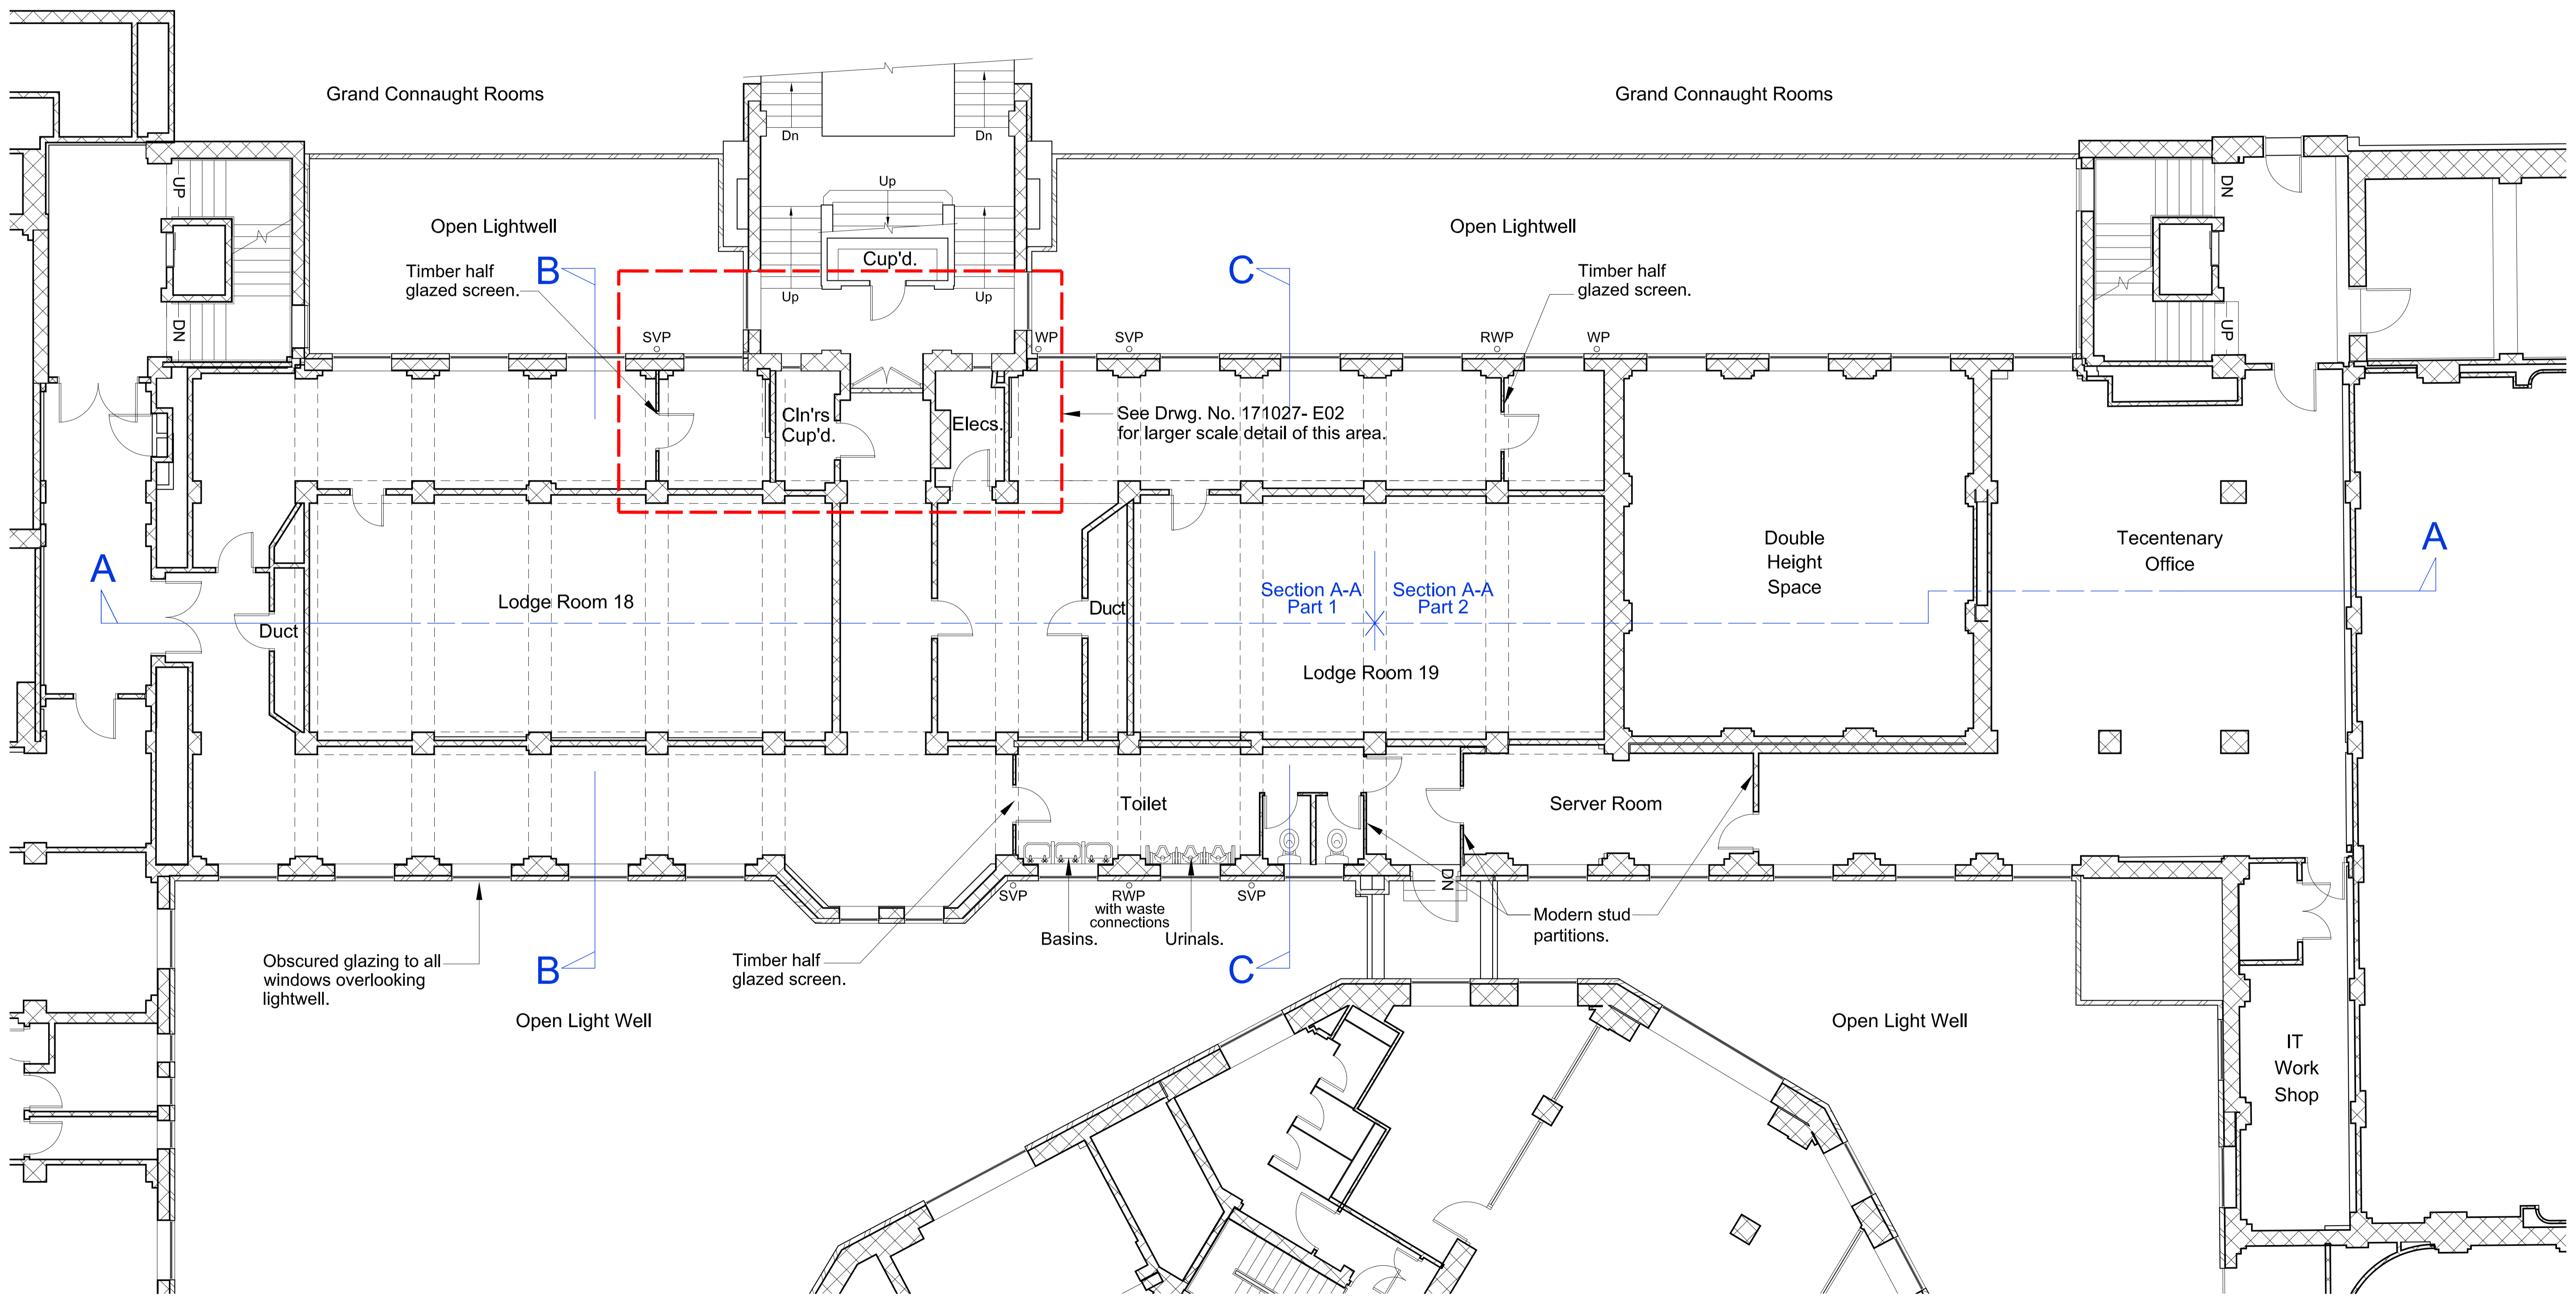 Grand Connaught Rooms
Grand Connaught Rooms
Dn
Dn
UP
Up
DN
Open Lightwell
Open Lightwell
Cup'd.
B
Timber half
glazed screen.
C
Timber half
glazed screen.
Up
Up
DN
UP
SVP
WP
SVP
RWP
WP
Cln'rs
Cup'd.
Elecs.
See Drwg. No. 171027- E02
for larger scale detail of this area.
A
Double
Height
Space
Tecentenary
Office
A
Section A-A
Part 1
Section A-A
Part 2
Lodge Room 18
Duct
Duct
Lodge Room 19
Toilet
Server Room
DN
SVP
RWP
with waste
connections
SVP
Basins.
Urinals.
Modern stud
partitions.
Obscured glazing to all
windows overlooking
lightwell.
B
Timber half
glazed screen.
C
Open Light Well
Open Light Well
IT
Work
Shop